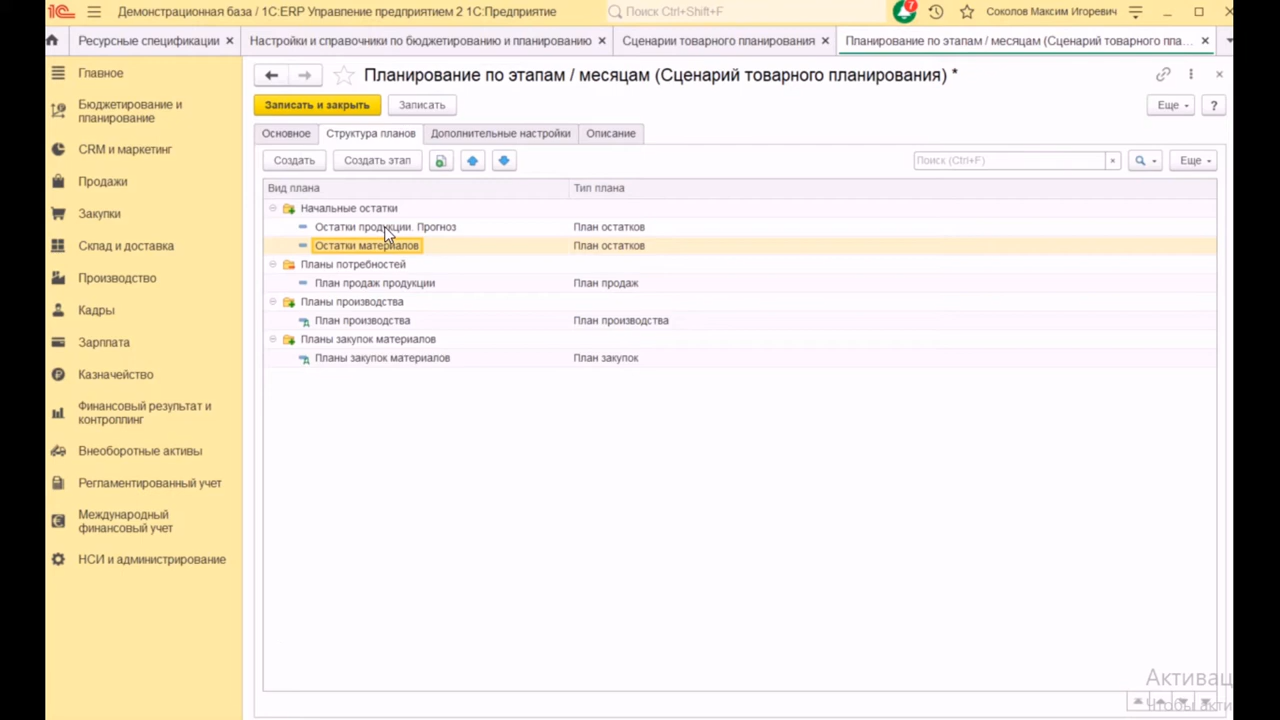 1С Демонстрационная база / 1С:ERP Управление предприятием 2 1С:Предприятие Поиск Ctrl+Shift+F 7 Соколов Максим Игоревич
Ресурсные спецификации Настройки и справочники по бюджетированию и планированию Сценарии товарного планирования Планирование по этапам / месяцам (Сценарий товарного пла...
Главное
Бюджетирование и
планирование
CRM и маркетинг
Продажи
Закупки
Склад и доставка
Производство
Кадры
Зарплата
Казначейство
Финансовый результат и
контроллинг
Внеоборотные активы
Регламентированный учет
Международный
финансовый учет
НСИ и администрирование
Планирование по этапам / месяцам (Сценарий товарного планирования) *
Записать и закрыть Записать Еще ?
Основное Структура планов Дополнительные настройки Описание
Создать Создать этап Поиск (Ctrl+F) Еще
Вид плана Тип плана
Начальные остатки
Остатки продукции. Прогноз План остатков
Остатки материалов План остатков
Планы потребностей
План продаж продукции План продаж
Планы производства
План производства План производства
Планы закупок материалов
Планы закупок материалов План закупок
Активац
Чтобы акти